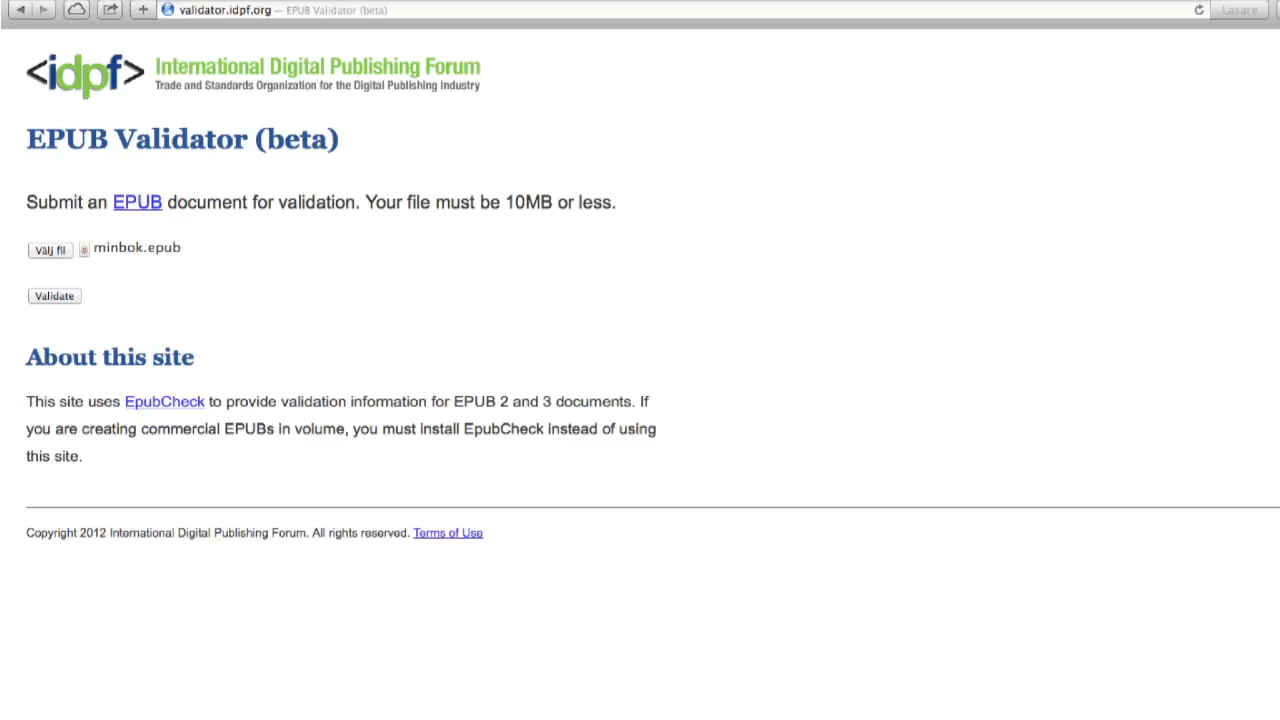 validator.idpf.org — EPUB Validator (beta)
Läsare
<idpf> International Digital Publishing Forum
Trade and Standards Organization for the Digital Publishing Industry
EPUB Validator (beta)
Submit an EPUB document for validation. Your file must be 10MB or less.
Välj fil minbok.epub
Validate
About this site
This site uses EpubCheck to provide validation information for EPUB 2 and 3 documents. If
you are creating commercial EPUBs in volume, you must install EpubCheck instead of using
this site.
Copyright 2012 International Digital Publishing Forum. All rights reserved. Terms of Use